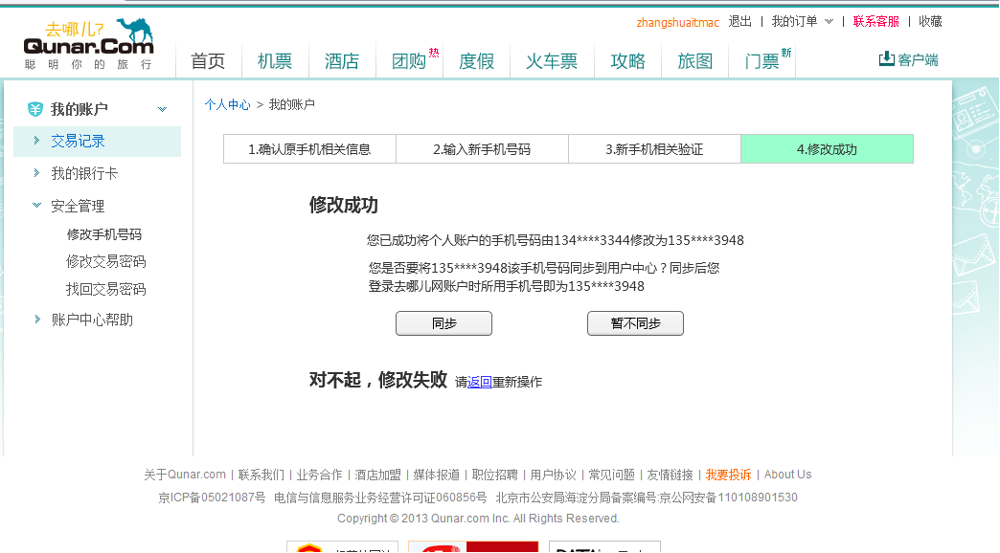 zhangshuaitmac 退出 | 我的订单 | 联系客服 | 收藏
去哪儿?
Qunar.Com
聪明你的旅行
首页 机票 酒店 团购 热 度假 火车票 攻略 旅图 门票 新 客户端
我的账户
交易记录
我的银行卡
安全管理
修改手机号码
修改交易密码
找回交易密码
账户中心帮助
个人中心 > 我的账户
1.确认原手机相关信息 2.输入新手机号码 3.新手机相关验证 4.修改成功
修改成功
您已成功将个人账户的手机号码由134****3344修改为135****3948
您是否要将135****3948该手机号码同步到用户中心？同步后您
登录去哪儿网账户时所用手机号即为135****3948
同步 暂不同步
对不起，修改失败 请返回重新操作
关于Qunar.com | 联系我们 | 业务合作 | 酒店加盟 | 媒体报道 | 职位招聘 | 用户协议 | 常见问题 | 友情链接 | 我要投诉 | About Us
京ICP备05021087号 电信与信息服务业务经营许可证060856号 北京市公安局海淀分局备案编号:京公网安备110108901530
Copyright © 2013 Qunar.com Inc. All Rights Reserved.